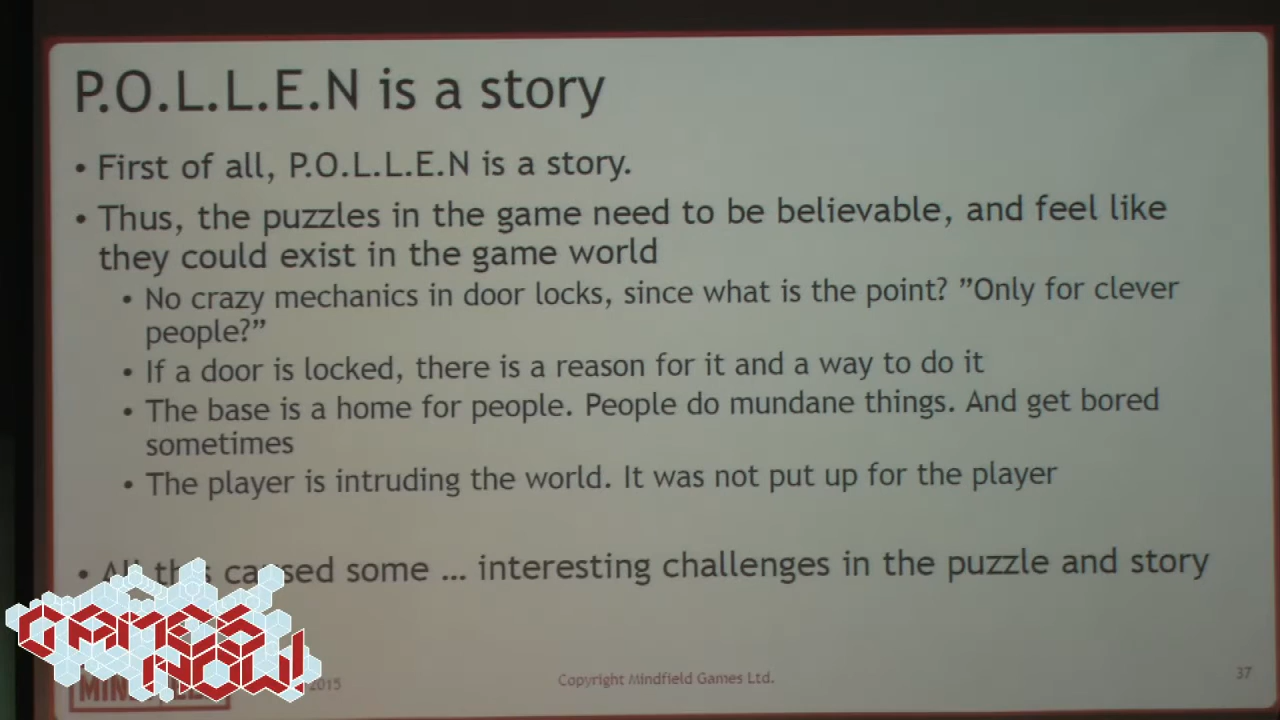 P.O.L.L.E.N is a story
• First of all, P.O.L.L.E.N is a story.
• Thus, the puzzles in the game need to be believable, and feel like
they could exist in the game world
• No crazy mechanics in door locks, since what is the point? ”Only for clever
people?”
• If a door is locked, there is a reason for it and a way to do it
• The base is a home for people. People do mundane things. And get bored
sometimes
• The player is intruding the world. It was not put up for the player
• All this caused some … interesting challenges in the puzzle and story
GAMES
NOW!
2015
Copyright Mindfield Games Ltd.
37